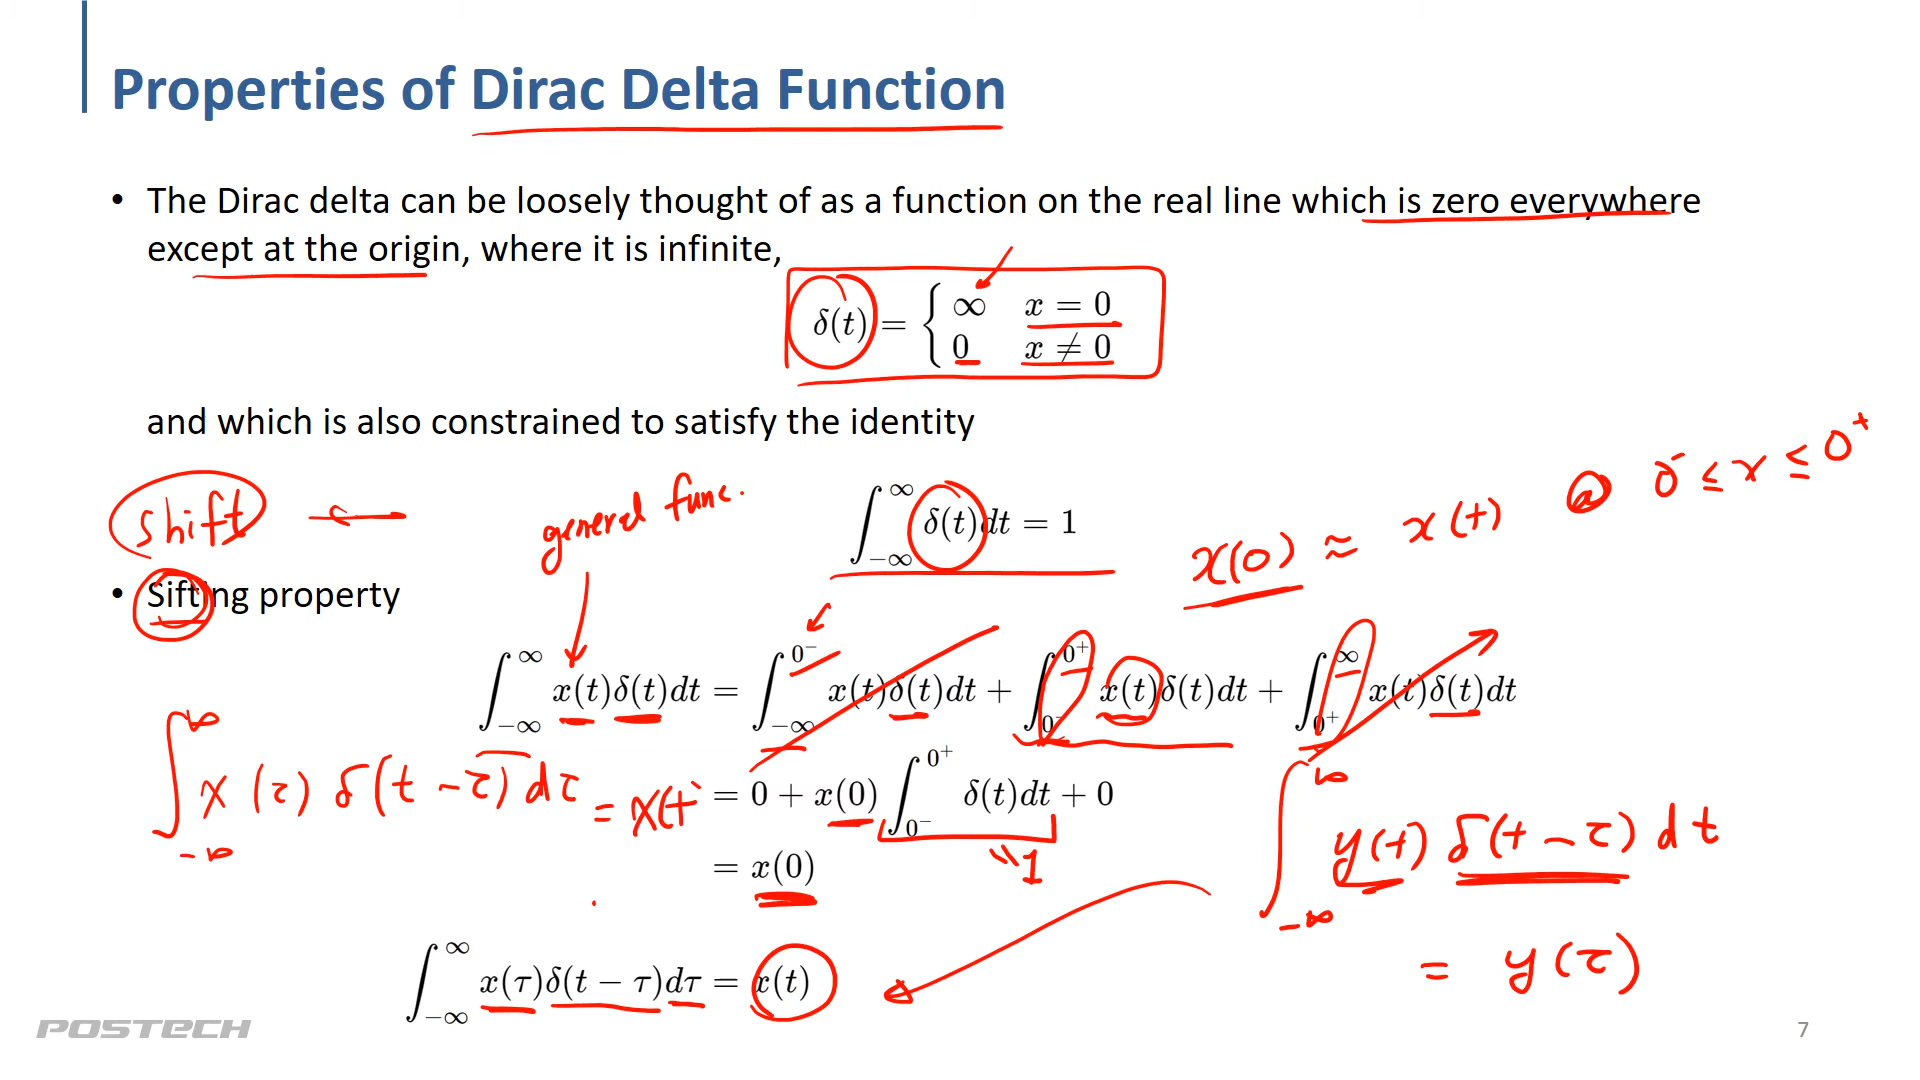 Properties of Dirac Delta Function
• The Dirac delta can be loosely thought of as a function on the real line which is zero everywhere
except at the origin, where it is infinite,
δ(t) = { ∞ x = 0
0 x ≠ 0
and which is also constrained to satisfy the identity
0⁻ ≤ x ≤ 0⁺
shift ←
general func.
∫_{-∞}^{∞} δ(t)dt = 1
x(0) ≈ x(t) @
• Sifting property
∫_{-∞}^{∞} x(t)δ(t)dt = ∫_{-∞}^{0⁻} x(t)δ(t)dt + ∫_{0⁻}^{0⁺} x(t)δ(t)dt + ∫_{0⁺}^{∞} x(t)δ(t)dt
∫_{-∞}^{∞} x(τ) δ(t-τ) dτ = x(t)
= 0 + x(0) ∫_{0⁻}^{0⁺} δ(t)dt + 0
"1
∫_{-∞}^{∞} y(t) δ(t-τ) dt
= x(0)
= y(τ)
∫_{-∞}^{∞} x(τ)δ(t − τ)dτ = x(t)
POSTECH
7